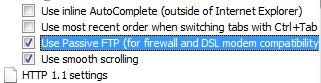 Use inline AutoComplete (outside of Internet Explorer)
Use most recent order when switching tabs with Ctrl+Tab
Use Passive FTP (for firewall and DSL modem compatibility
Use smooth scrolling
HTTP 1.1 settings